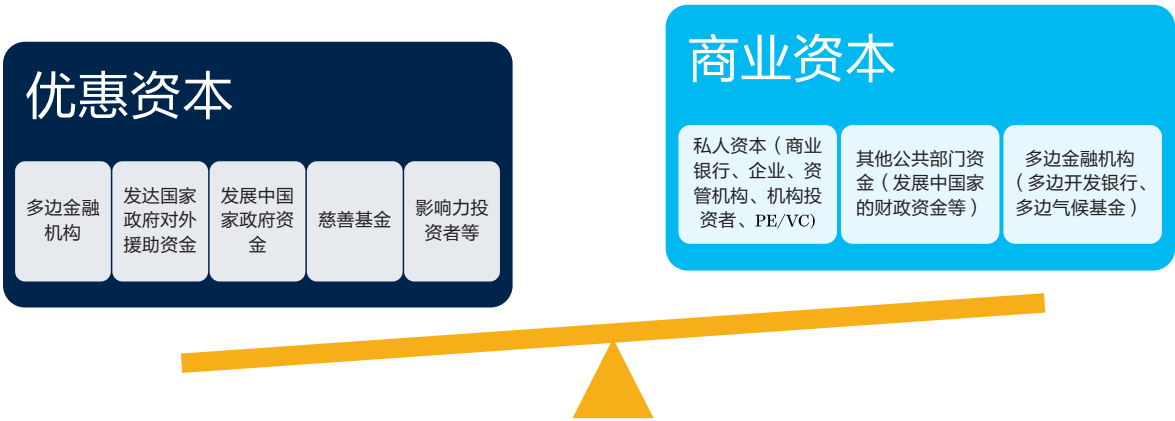 优惠资本
多边金融
机构
发达国家
政府对外
援助资金
发展中国
家政府资
金
慈善基金
影响力投
资者等
商业资本
私人资本（商业
银行、企业、资
管机构、机构投
资者、PE/VC)
其他公共部门资
金（发展中国家
的财政资金等）
多边金融机构
（多边开发银行、
多边气候基金）